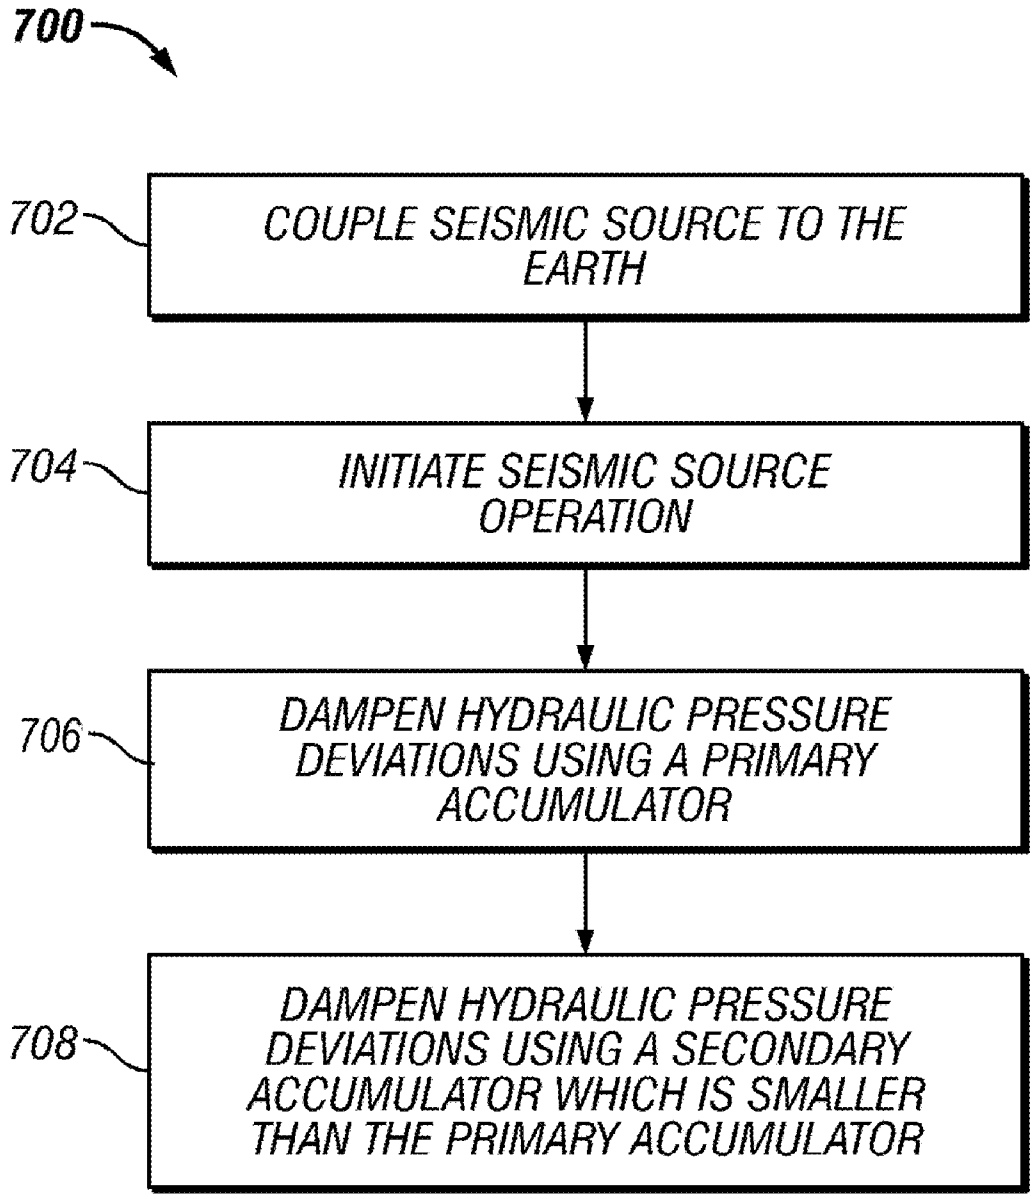 700
702
COUPLE SEISMIC SOURCE TO THE
EARTH
704
INITIATE SEISMIC SOURCE
OPERATION
706
DAMPEN HYDRAULIC PRESSURE
DEVIATIONS USING A PRIMARY
ACCUMULATOR
708
DAMPEN HYDRAULIC PRESSURE
DEVIATIONS USING A SECONDARY
ACCUMULATOR WHICH IS SMALLER
THAN THE PRIMARY ACCUMULATOR